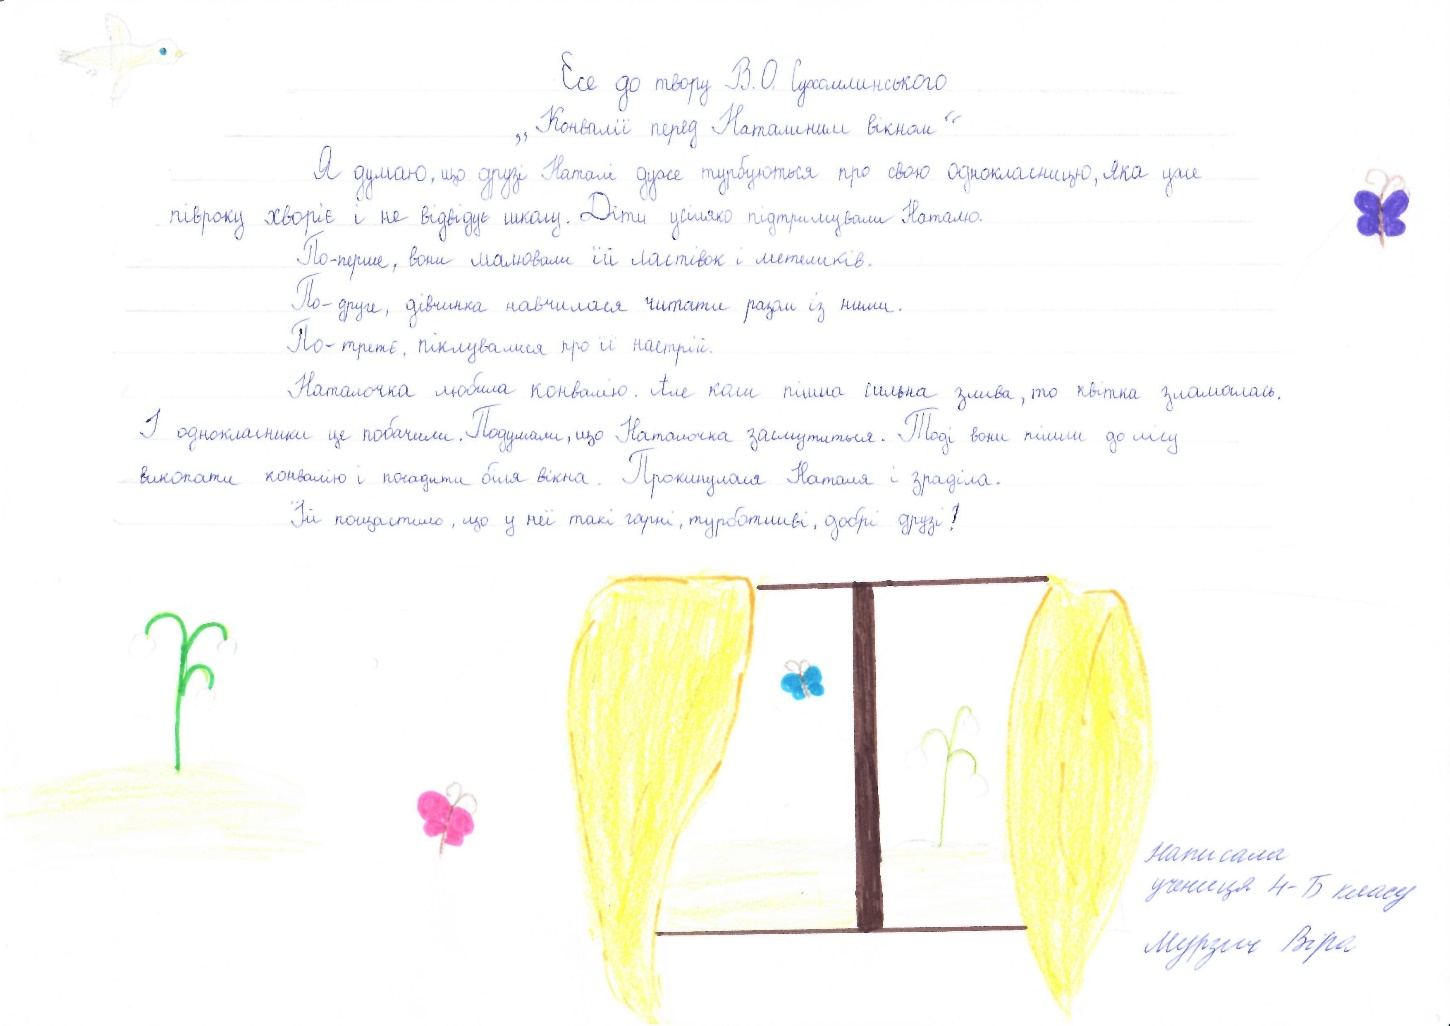 Есе до твору В.О. Сухомлинського
„Конвалії перед Наталиним вікном“
Я думаю, що друзі Наталі дуже турбуються про свою однокласницю, яка уже
півроку хворіє і не відвідує школу. Діти усіляко підтримували Наталю.
По-перше, вони малювали їй ластівок і метеликів.
По-друге, дівчинка навчилася читати разом із ними.
По-третє, піклувалися про її настрій.
Наталочка любила конвалію. Але коли пішла сильна злива, то квітка зламалась.
І однокласники це побачили. Подумали, що Наталочка засмутиться. Тоді вони пішли до лісу
викопати конвалію і посадити біля вікна. Прокинулася Наталя і зраділа.
Їй пощастило, що у неї такі гарні, турботливі, добрі друзі!
Написала
учениця 4-Б класу
Мурзич Віра